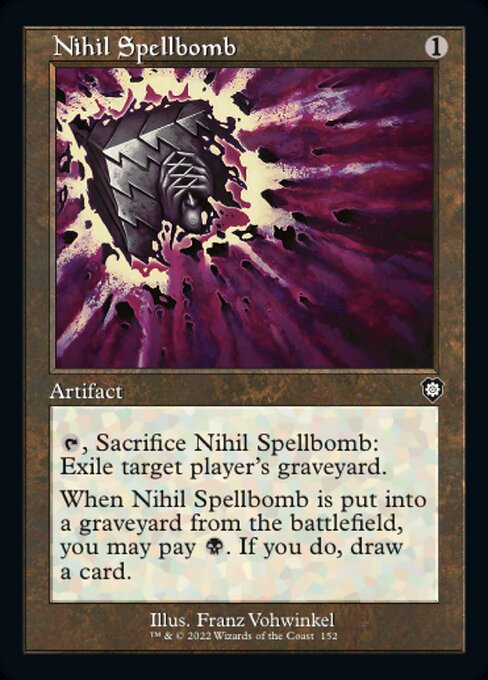 Nihil Spellbomb 1
Artifact
, Sacrifice Nihil Spellbomb:
Exile target player's graveyard.
When Nihil Spellbomb is put into
a graveyard from the battlefield,
you may pay . If you do, draw
a card.
Illus. Franz Vohwinkel
™ & © 2022 Wizards of the Coast 152